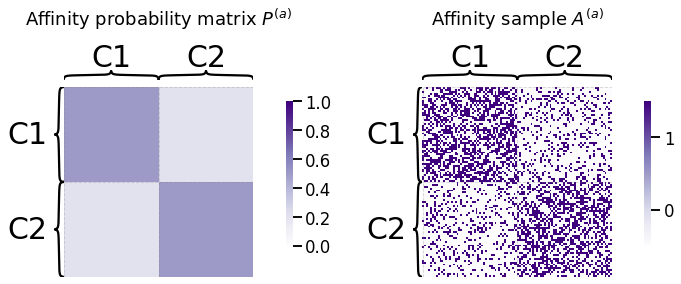 Affinity probability matrix P^(a)
C1 C2
C1
C2
1.0
0.8
0.6
0.4
0.2
0.0
Affinity sample A^(a)
C1 C2
C1
C2
1
0